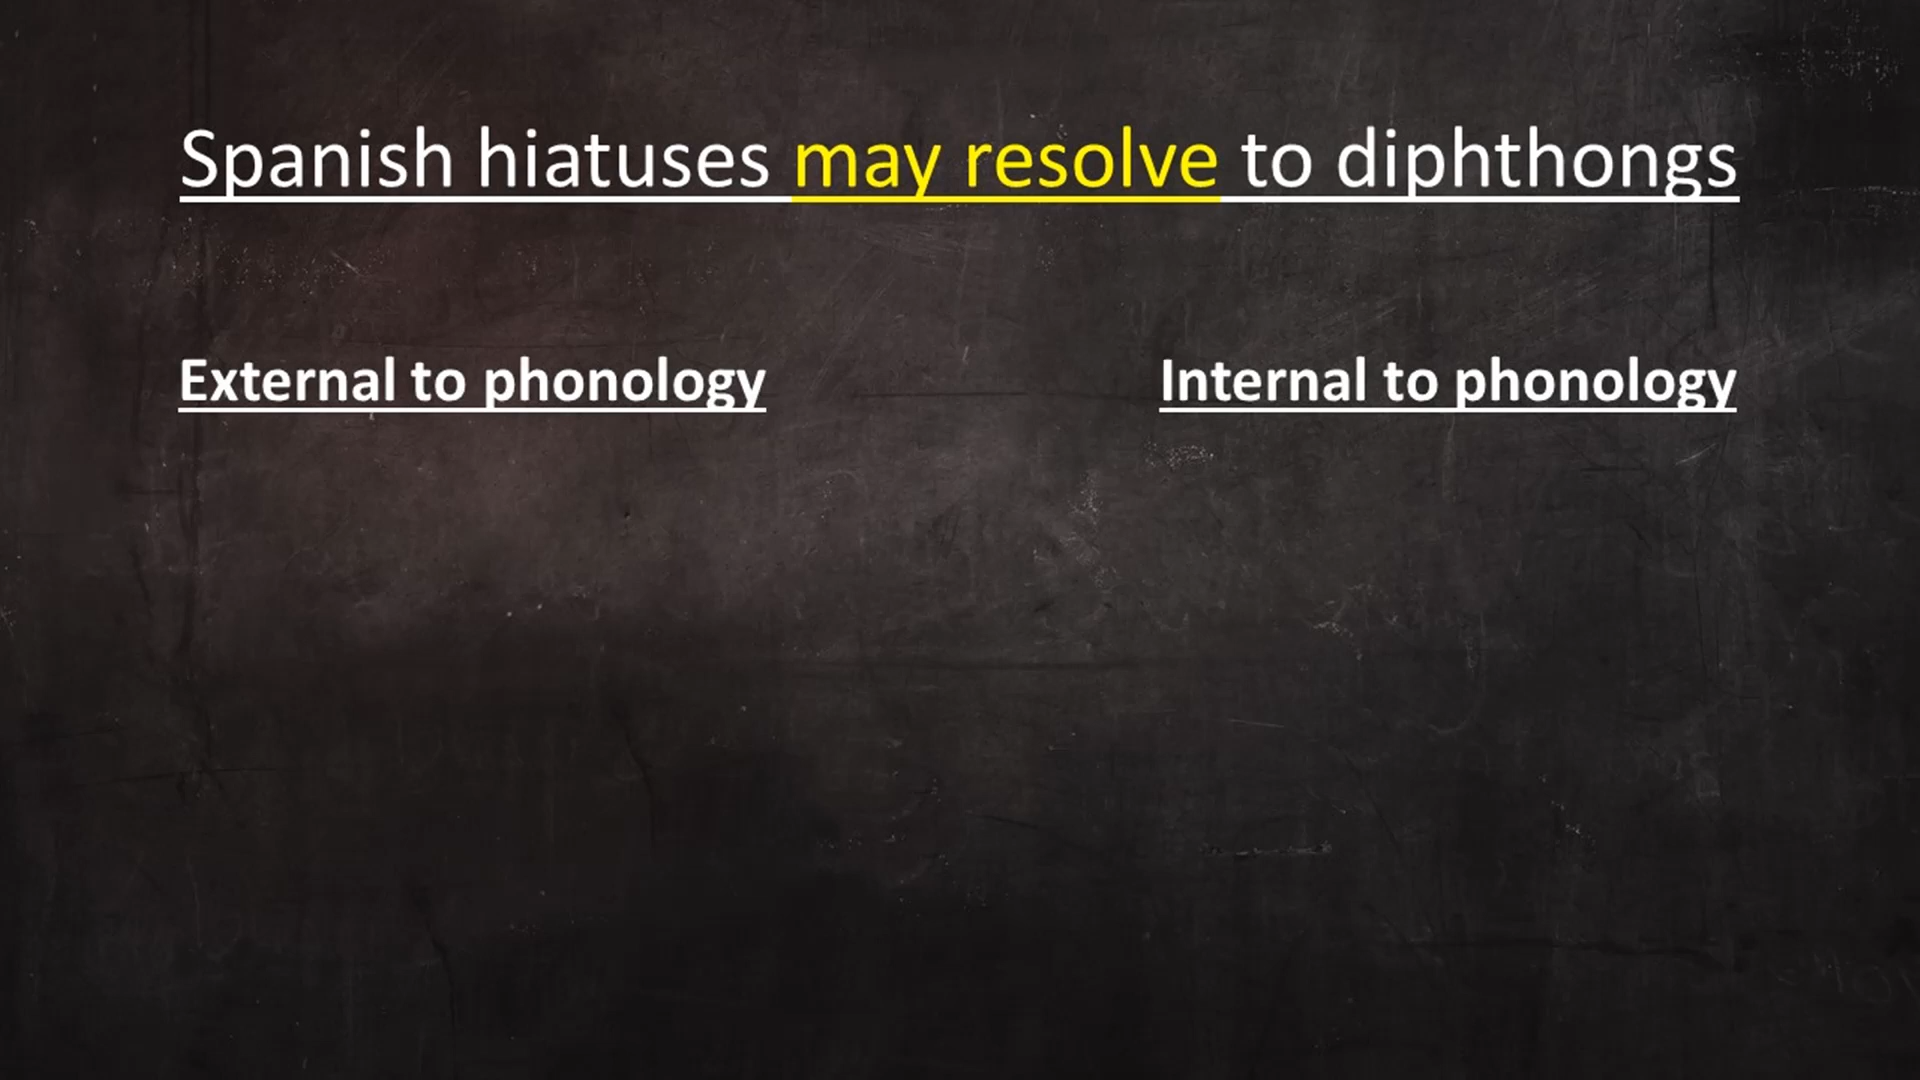 Spanish hiatuses may resolve to diphthongs
External to phonology
Internal to phonology